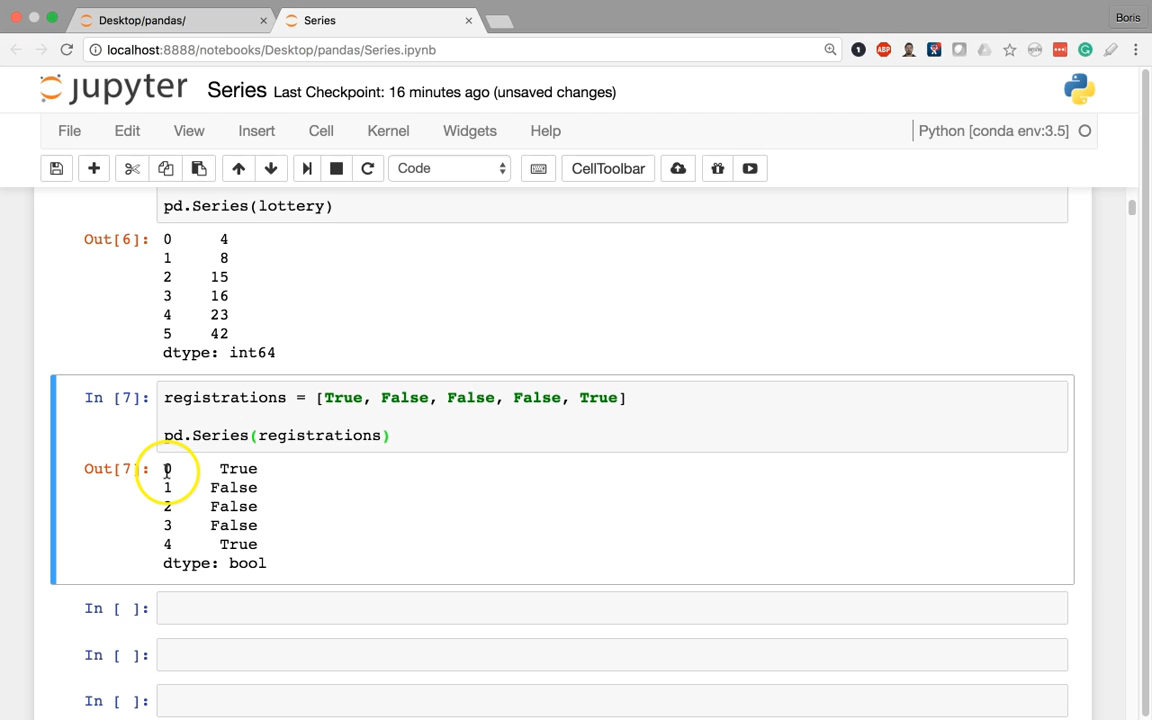 Desktop/pandas/ × Series × Boris
localhost:8888/notebooks/Desktop/pandas/Series.ipynb
jupyter Series Last Checkpoint: 16 minutes ago (unsaved changes)
File Edit View Insert Cell Kernel Widgets Help Python [conda env:3.5]
Code CellToolbar
pd.Series(lottery)
Out[6]: 0 4
1 8
2 15
3 16
4 23
5 42
dtype: int64
In [7]: registrations = [True, False, False, False, True]
pd.Series(registrations)
Out[7]: 0 True
1 False
2 False
3 False
4 True
dtype: bool
In [ ]:
In [ ]:
In [ ]: